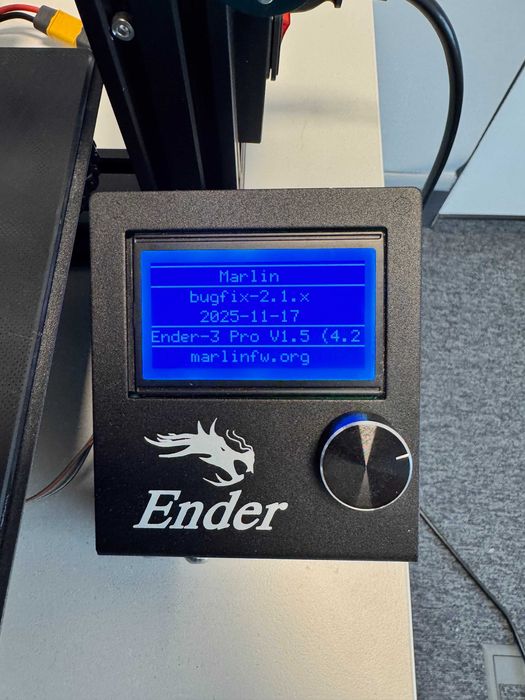 Marlin
bugfix-2.1.x
2025-11-17
Ender-3 Pro V1.5 (4.2
marlinfw.org
Ender